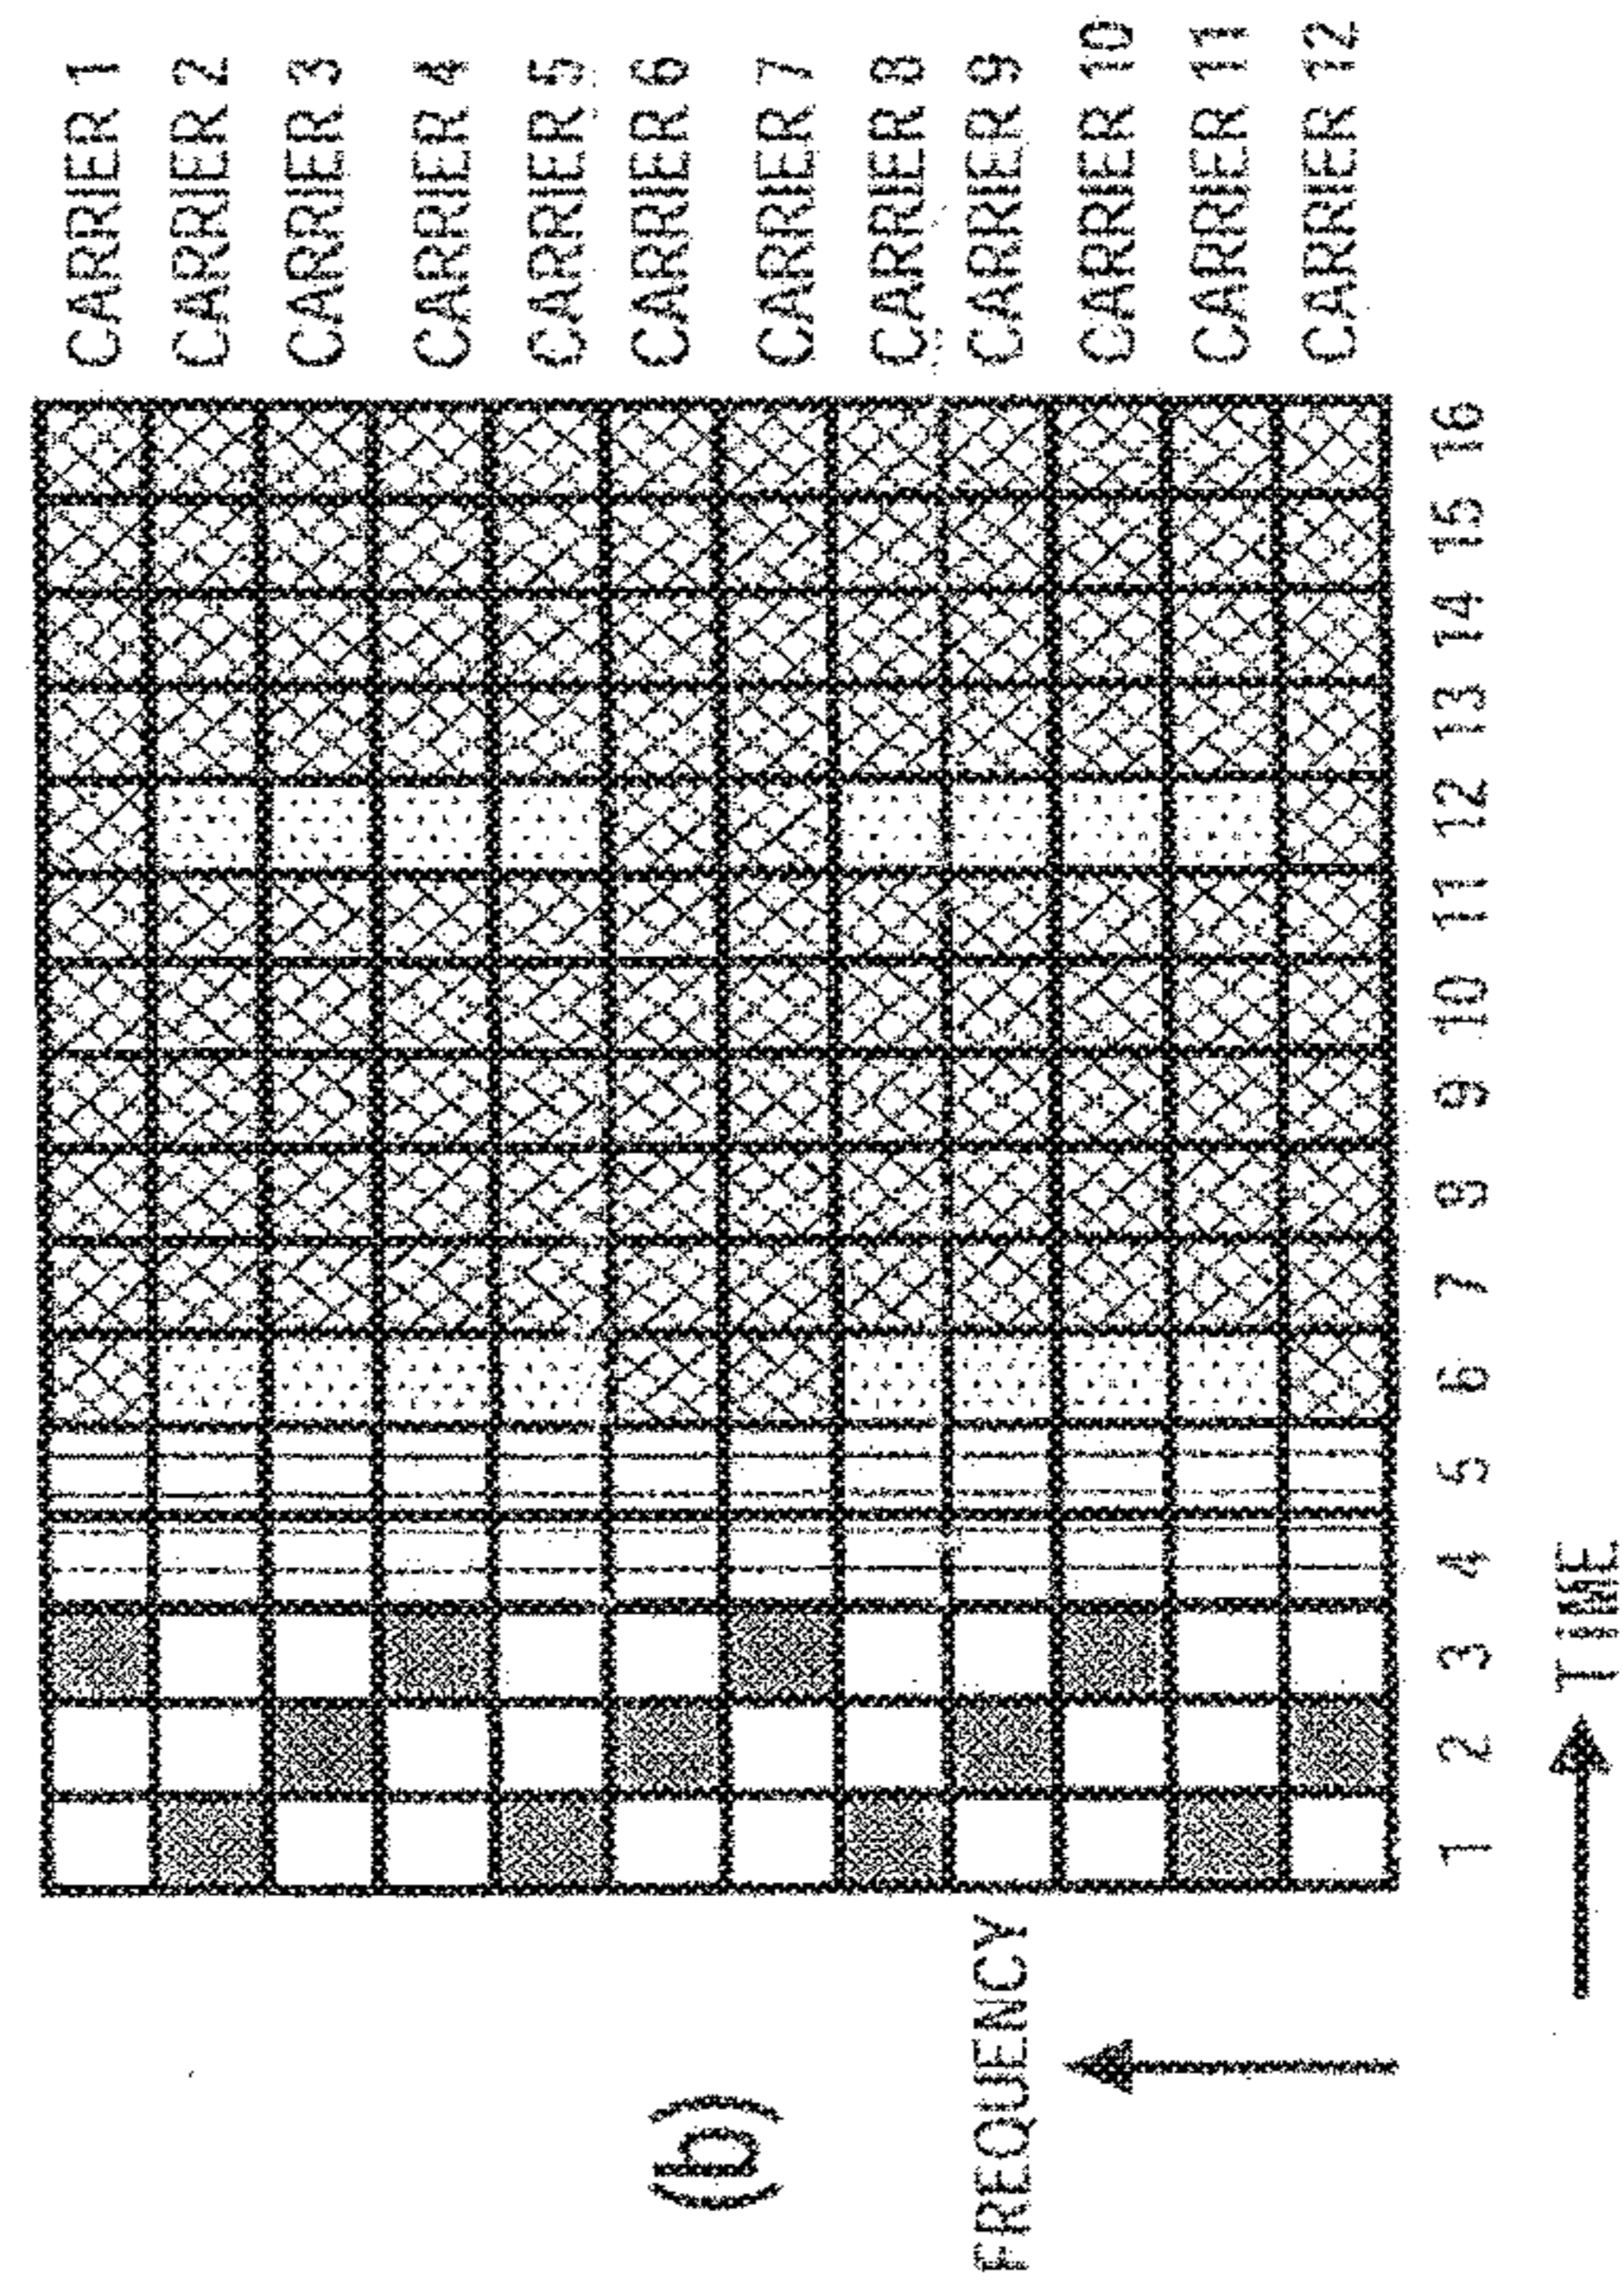 CARRIER 1
CARRIER 2
CARRIER 3
CARRIER 4
CARRIER 5
CARRIER 6
(b)
CARRIER 7
CARRIER 8
CARRIER 9
FREQUENCY
CARRIER 10
CARRIER 11
CARRIER 12
1 2 3 4 5 6 7 8 9 10 11 12 13 14 15 16
TIME